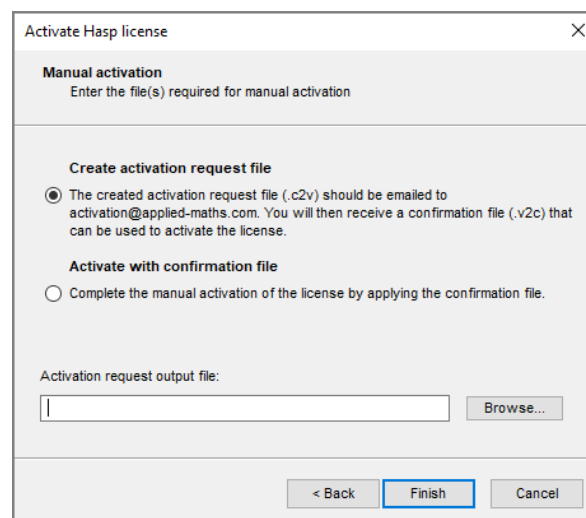 Activate Hasp license
Manual activation
Enter the file(s) required for manual activation
Create activation request file
The created activation request file (.c2v) should be emailed to
activation@applied-maths.com. You will then receive a confirmation file (.v2c) that
can be used to activate the license.
Activate with confirmation file
Complete the manual activation of the license by applying the confirmation file.
Activation request output file:
Browse...
< Back
Finish
Cancel